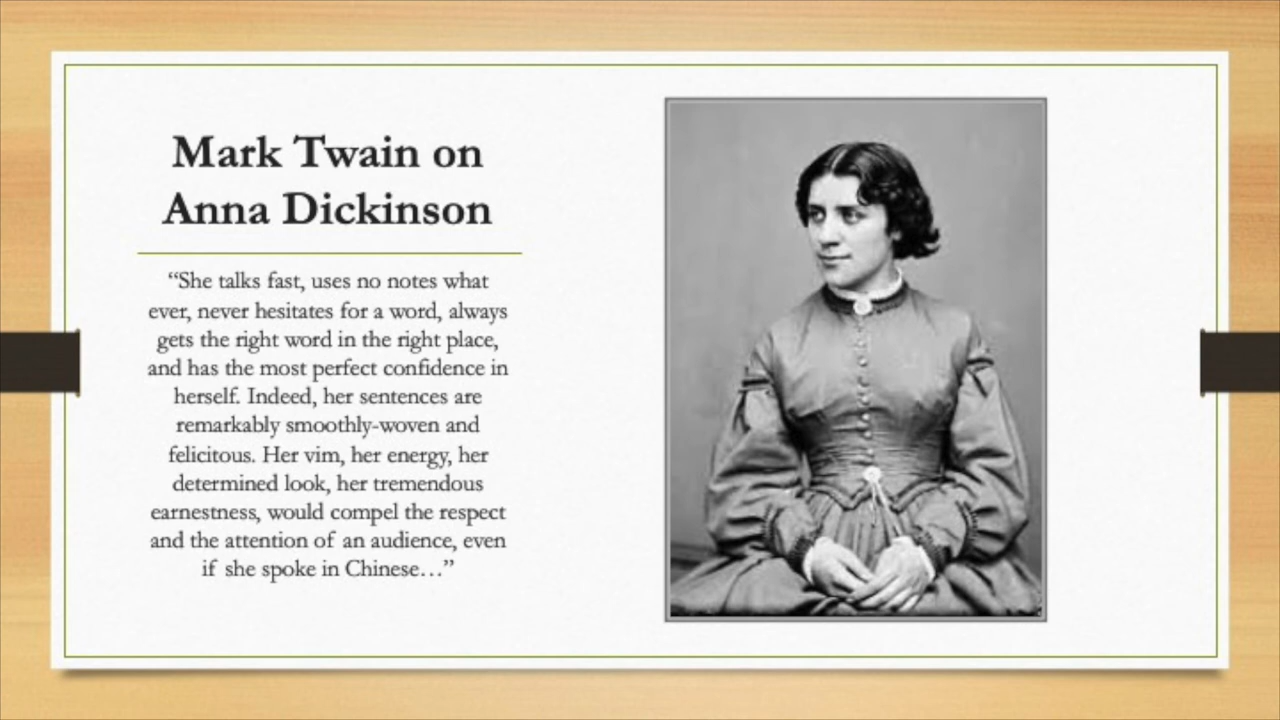 Mark Twain on
Anna Dickinson
“She talks fast, uses no notes what
ever, never hesitates for a word, always
gets the right word in the right place,
and has the most perfect confidence in
herself. Indeed, her sentences are
remarkably smoothly-woven and
felicitous. Her vim, her energy, her
determined look, her tremendous
earnestness, would compel the respect
and the attention of an audience, even
if she spoke in Chinese…”